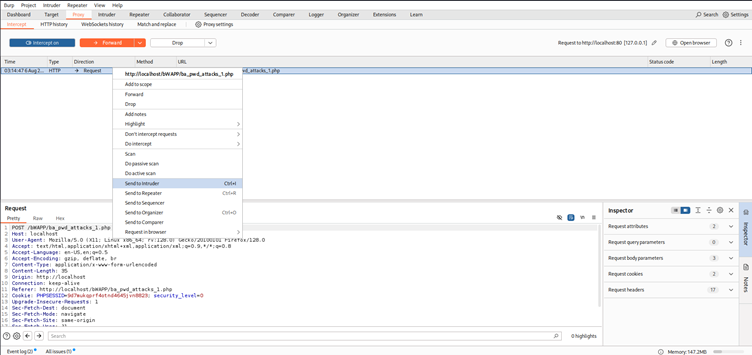 Burp Project Intruder Repeater View Help
Dashboard Target Proxy Intruder Repeater Collaborator Sequencer Decoder Comparer Logger Organizer Extensions Learn Search Settings
Intercept HTTP history WebSockets history Match and replace Proxy settings
Intercept on Forward Drop Request to http://localhost:80 [127.0.0.1] Open browser
Time Type Direction Method URL Status code Length
03:14:47 6 Aug 2... HTTP → Request d_attacks_1.php
http://localhost/bWAPP/ba_pwd_attacks_1.php
Add to scope
Forward
Drop
Add notes
Highlight
Don't intercept requests
Do intercept
Scan
Do passive scan
Do active scan
Send to Intruder Ctrl+I
Send to Repeater Ctrl+R
Send to Sequencer
Send to Organizer Ctrl+O
Send to Comparer
Request in browser
Request
Pretty Raw Hex
1 POST /bWAPP/ba_pwd_attacks_1.php
2 Host: localhost
3 User-Agent: Mozilla/5.0 (X11; Linux x86_64; rv:128.0) Gecko/20100101 Firefox/128.0
4 Accept: text/html,application/xhtml+xml,application/xml;q=0.9,*/*;q=0.8
5 Accept-Language: en-US,en;q=0.5
6 Accept-Encoding: gzip, deflate, br
7 Content-Type: application/x-www-form-urlencoded
8 Content-Length: 35
9 Origin: http://localhost
10 Connection: keep-alive
11 Referer: http://localhost/bWAPP/ba_pwd_attacks_1.php
12 Cookie: security_level=0
13 Upgrade-Insecure-Requests: 1
14 Sec-Fetch-Dest: document
15 Sec-Fetch-Mode: navigate
16 Sec-Fetch-Site: same-origin
Search 0 highlights
Inspector
Request attributes 2
Request query parameters 0
Request body parameters 3
Request cookies 2
Request headers 17
Inspector
Notes
Event log (2) All issues (1) Memory: 147.2MB